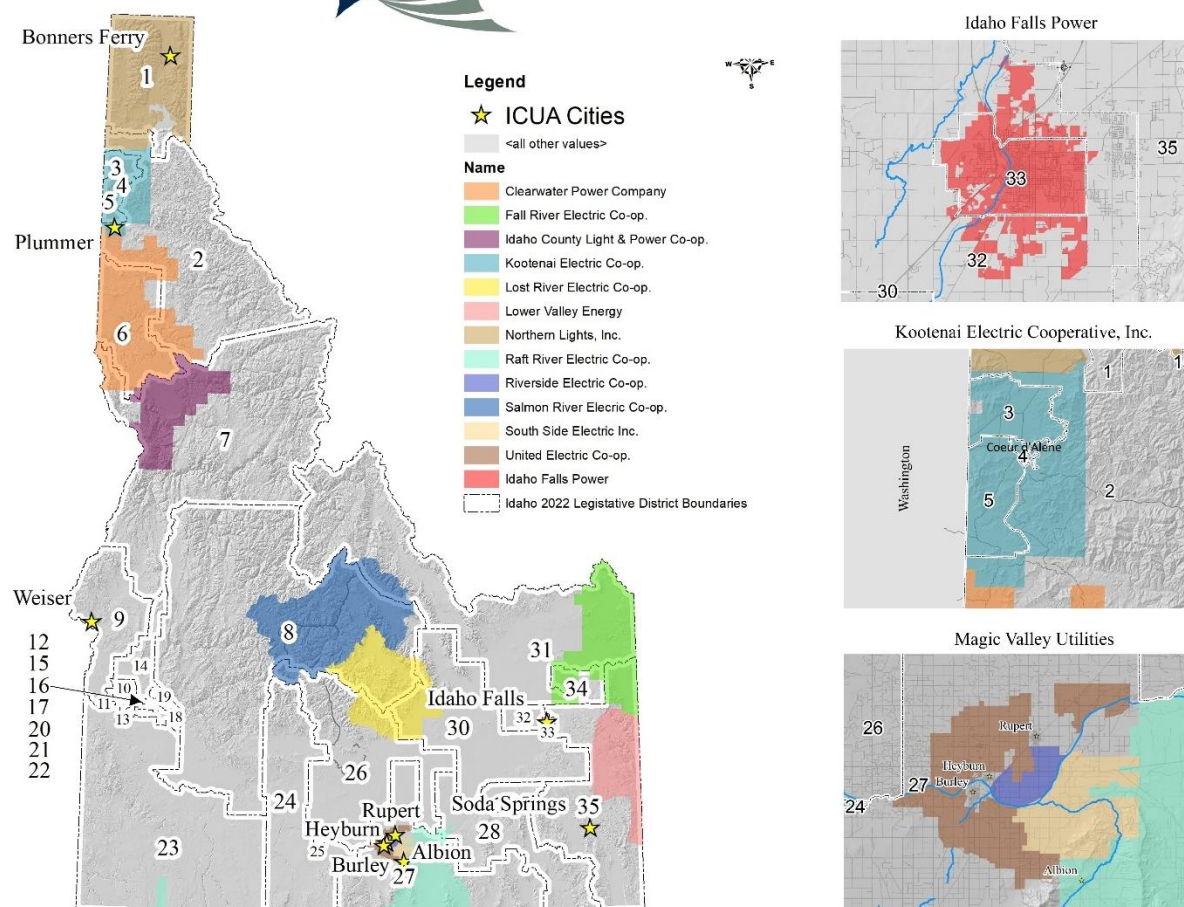 Bonners Ferry
1
3
4
5
Plummer
2
6
7
Weiser
9
12
15
16
17
20
21
22
14
10
11
13
19
18
8
31
34
Idaho Falls
32
33
30
26
24
25
23
Rupert
Heyburn
Burley
Albion
27
Soda Springs
28
35
W E
S
Legend
ICUA Cities
<all other values>
Name
Clearwater Power Company
Fall River Electric Co-op.
Idaho County Light & Power Co-op.
Kootenai Electric Co-op.
Lost River Electric Co-op.
Lower Valley Energy
Northern Lights, Inc.
Raft River Electric Co-op.
Riverside Electric Co-op.
Salmon River Elecric Co-op.
South Side Electric Inc.
United Electric Co-op.
Idaho Falls Power
Idaho 2022 Legislative District Boundaries
Idaho Falls Power
35
33
32
30
Kootenai Electric Cooperative, Inc.
1
1
3
Coeur d'Alene
4
5
2
Washington
Magic Valley Utilities
26
Rupert
Heyburn
Burley
27
24
Albion